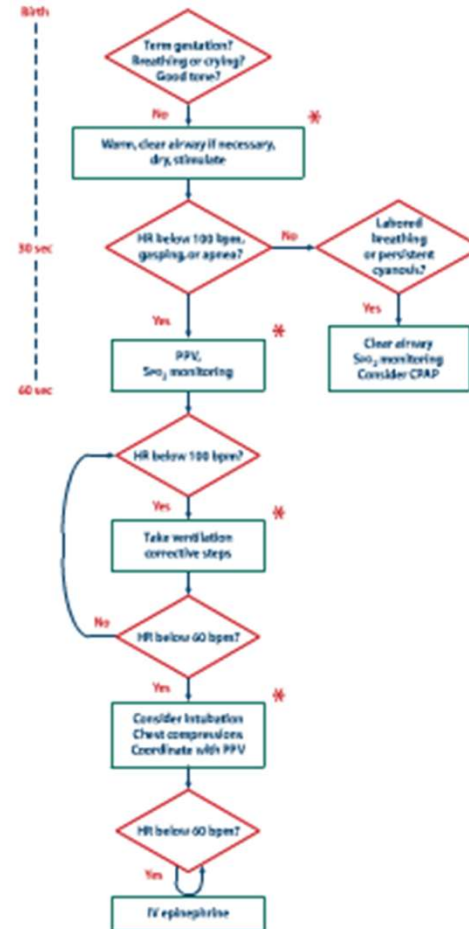 Birth
Term gestation?
Breathing or crying?
Good tone?
No
*
Warm, clear airway if necessary,
dry, stimulate
30 sec
HR below 100 bpm,
gasping, or apnea?
No
Labored
breathing
or persistent
cyanosis?
Yes
*
Yes
PPV,
SPO₂ monitoring
Clear airway
SPO₂ monitoring
Consider CPAP
60 sec
HR below 100 bpm?
Yes
*
Take ventilation
corrective steps
No
HR below 60 bpm?
Yes
*
Consider intubation
Chest compressions
Coordinate with PPV
HR below 60 bpm?
Yes
IV epinephrine